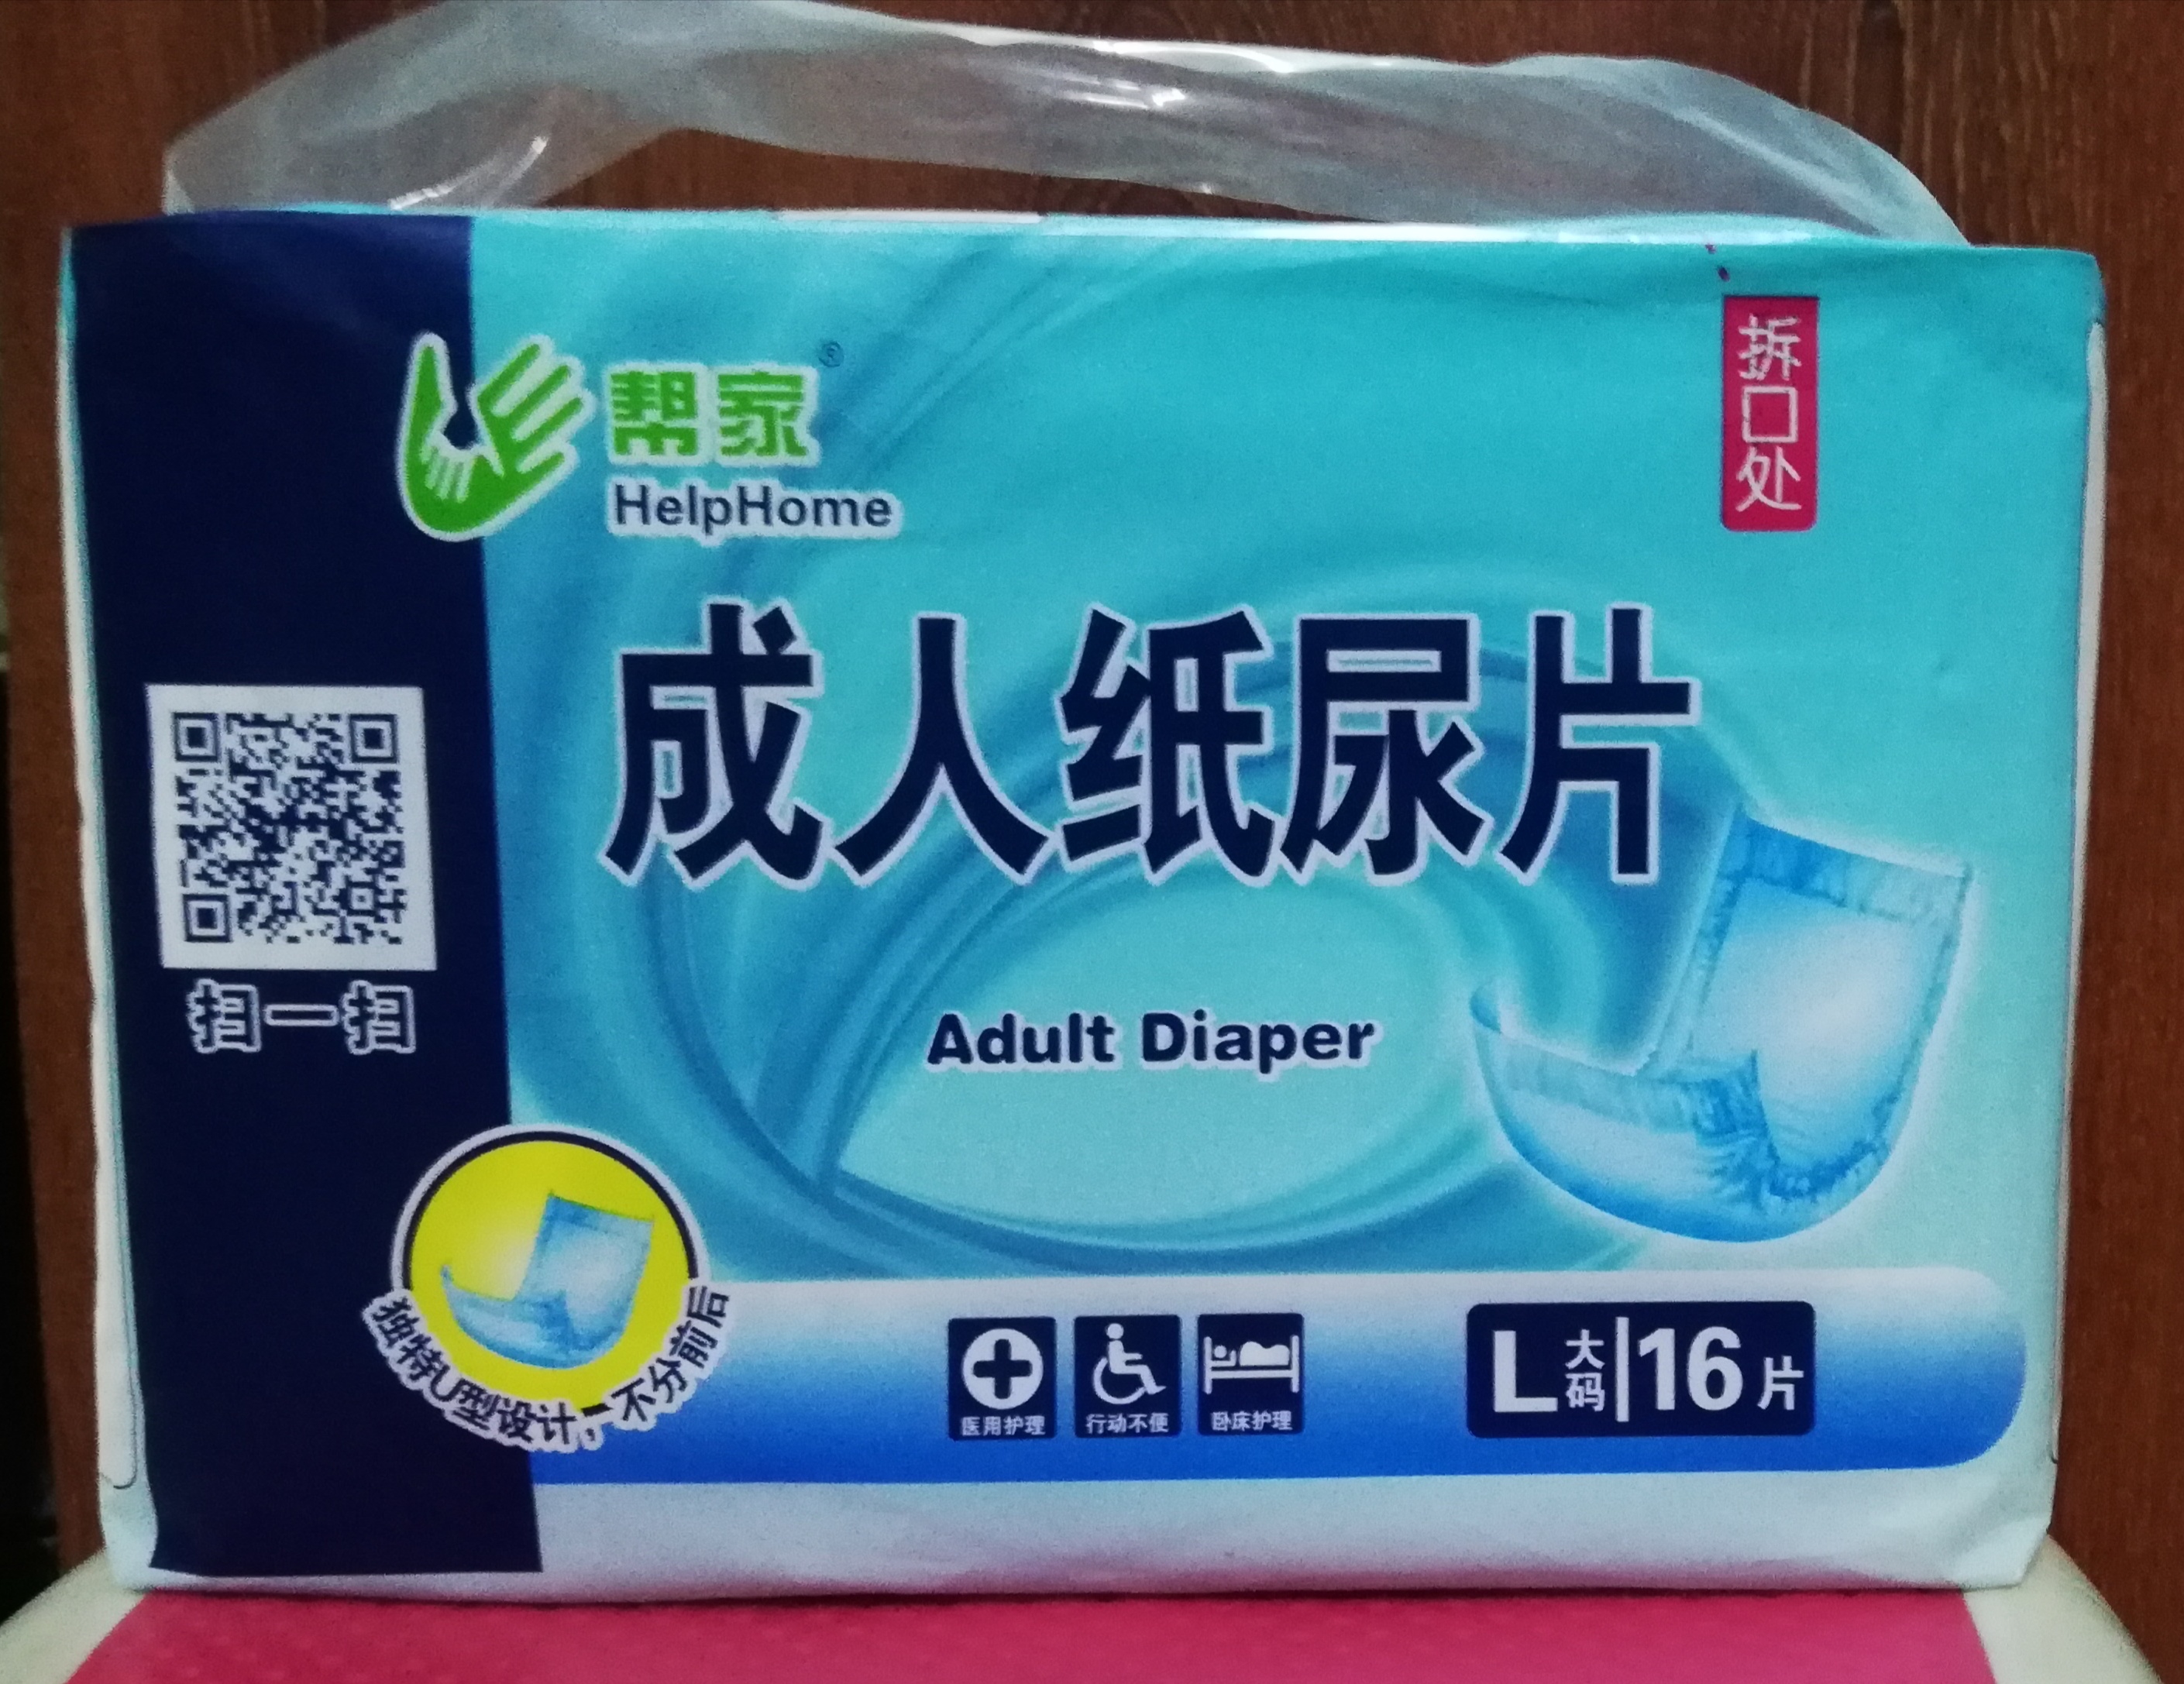 帮家®
HelpHome
拆口处
成人纸尿片
扫一扫
Adult Diaper
独特U型设计，不分前后
医用护理
行动不便
卧床护理
L大码|16片